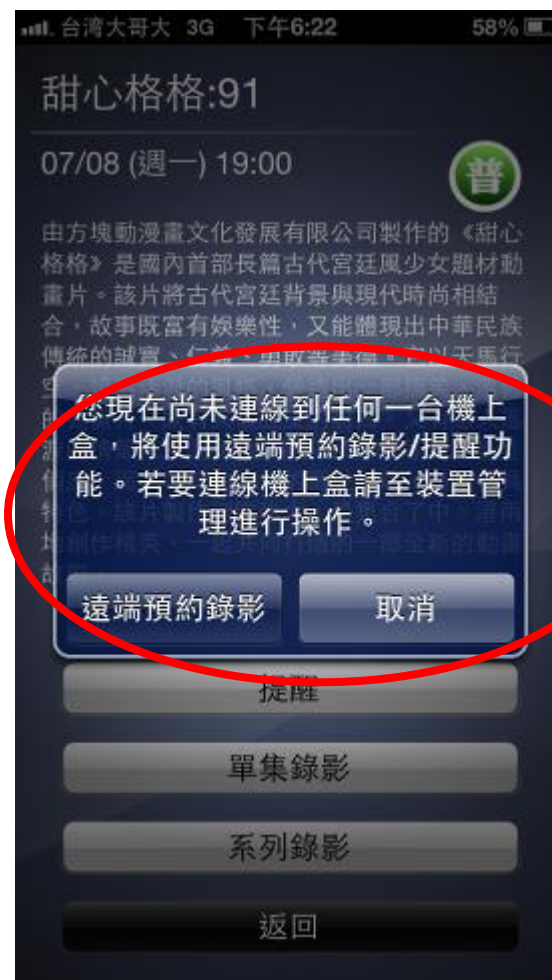 台湾大哥大 3G 下午6:22 58%
甜心格格:91
07/08 (週一) 19:00
普
由方塊動漫畫文化發展有限公司製作的《甜心
格格》是國內首部長篇古代宮廷風少女題材動
畫片。該片將古代宮廷背景與現代時尚相結
合，故事既富有娛樂性，又能體現出中華民族
傳統的誠實、仁善、勇敢等美德。它以天馬行
您現在尚未連線到任何一台機上
盒，將使用遠端預約錄影/提醒功
能。若要連線機上盒請至裝置管
理進行操作。
遠端預約錄影 取消
提醒
單集錄影
系列錄影
返回